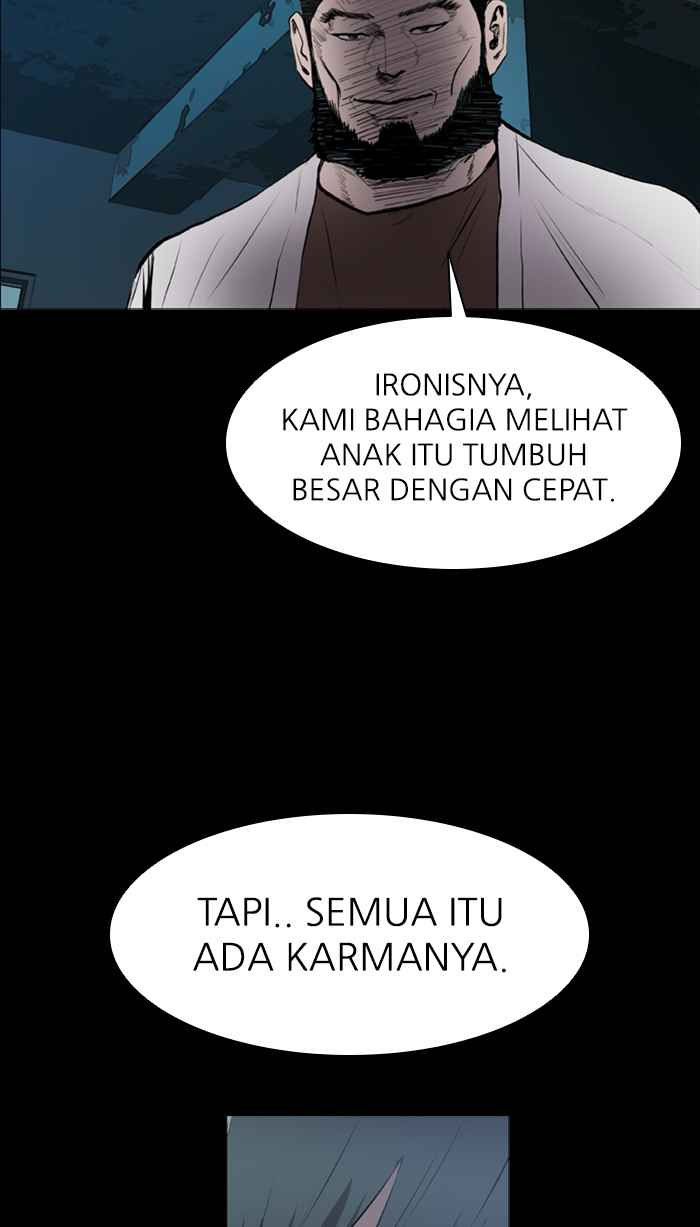 IRONISNYA,
KAMI BAHAGIA MELIHAT
ANAK ITU TUMBUH
BESAR DENGAN CEPAT.
TAPI.. SEMUA ITU
ADA KARMANYA.